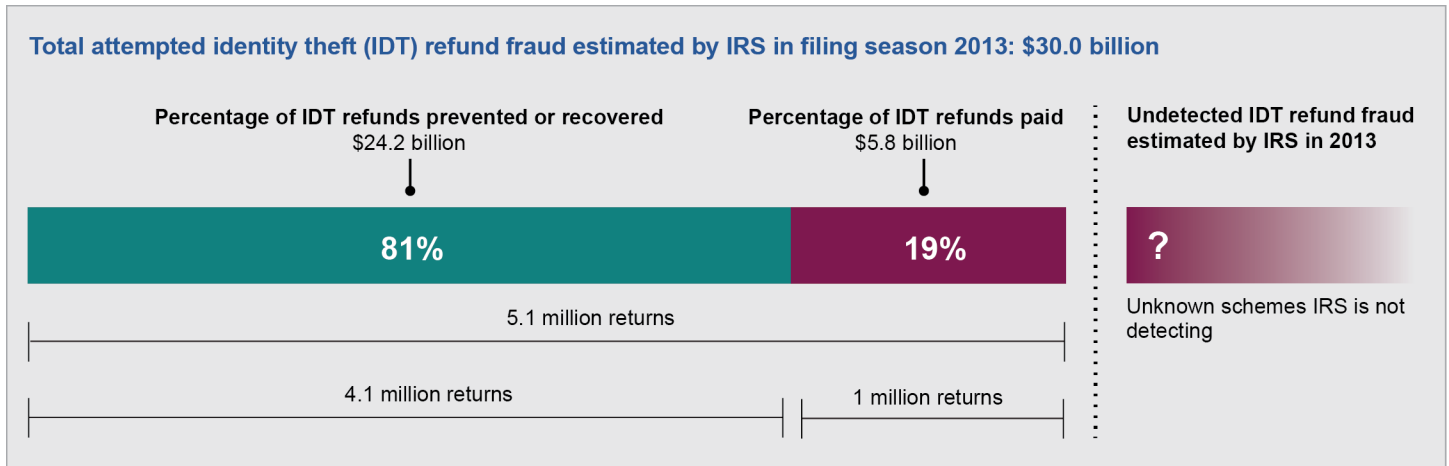 Total attempted identity theft (IDT) refund fraud estimated by IRS in filing season 2013: $30.0 billion
Percentage of IDT refunds prevented or recovered
$24.2 billion
Percentage of IDT refunds paid
$5.8 billion
Undetected IDT refund fraud
estimated by IRS in 2013
81%
19%
?
5.1 million returns
Unknown schemes IRS is not
detecting
4.1 million returns
1 million returns